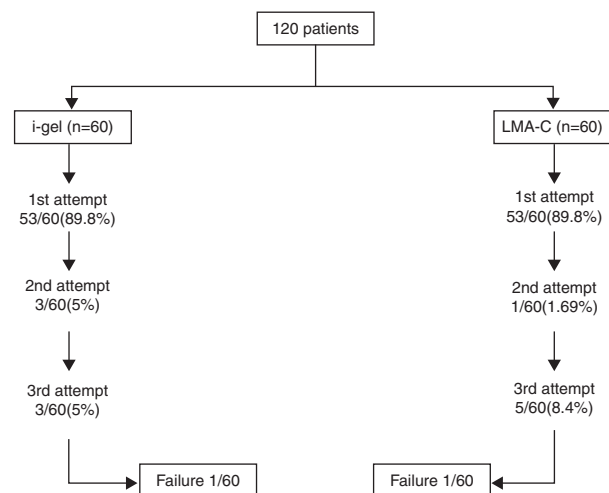 120 patients
i-gel (n=60)
LMA-C (n=60)
1st attempt
53/60(89.8%)
1st attempt
53/60(89.8%)
2nd attempt
3/60(5%)
2nd attempt
1/60(1.69%)
3rd attempt
3/60(5%)
3rd attempt
5/60(8.4%)
Failure 1/60
Failure 1/60